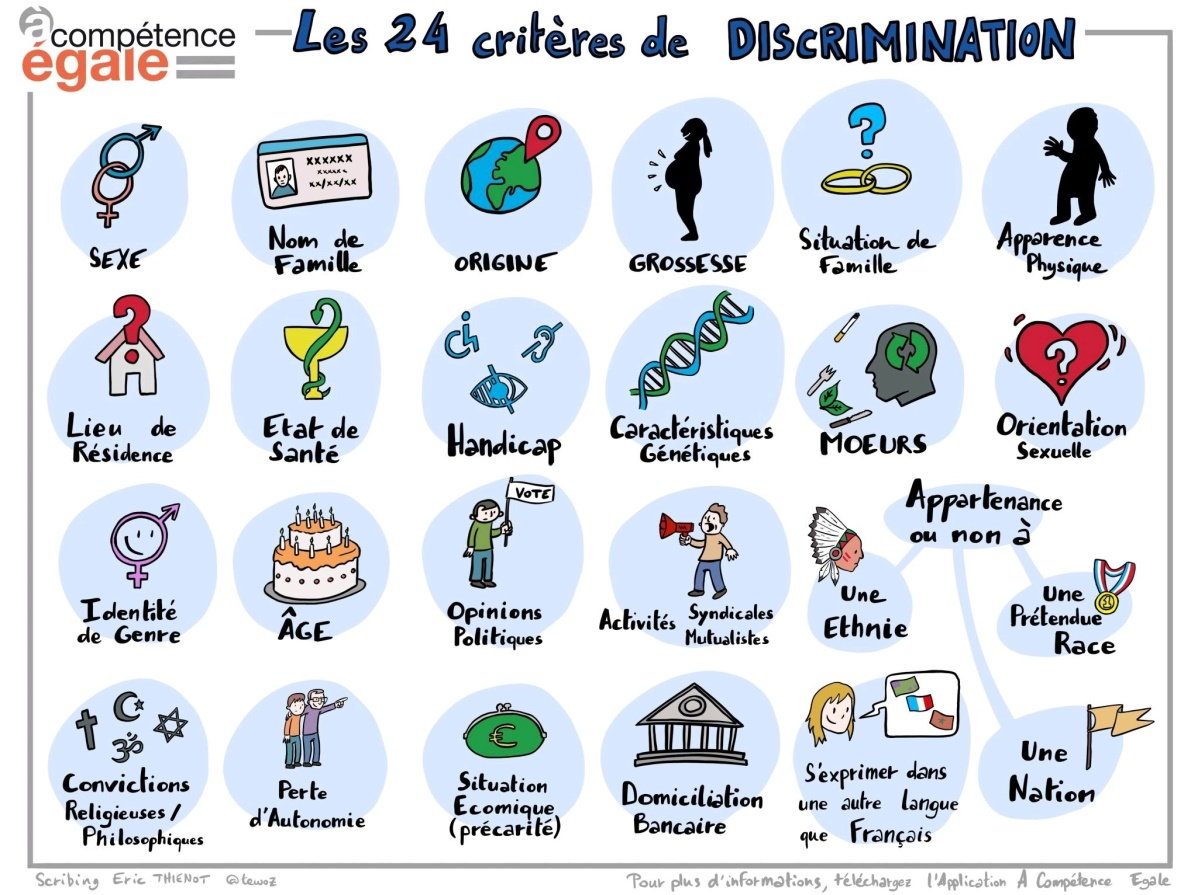 à compétence
égale
Les 24 critères de DISCRIMINATION
SEXE
XXXXXX
XXXXX-
XX/XX/XX
Nom de
Famille
ORIGINE
GROSSESSE
?
Situation de
Famille
Apparence
Physique
?
Lieu de
Résidence
Etat de
Santé
Handicap
Caractéristiques
Génétiques
MOEURS
?
Orientation
Sexuelle
Identité
de Genre
ÂGE
VOTE
Opinions
Politiques
Activités Syndicales
Mutualistes
Appartenance
ou non à
Une
Ethnie
1
Une
Prétendue
Race
Une
Nation
Convictions
Religieuses/
Philosophiques
Perte
d'Autonomie
€
Situation
Ecomique
(précarité)
Domiciliation
Bancaire
S'exprimer dans
une autre langue
que Français
Scribing Eric THIENOT @tewoz
Pour plus d'informations, téléchargez l'Application A Compétence Egale